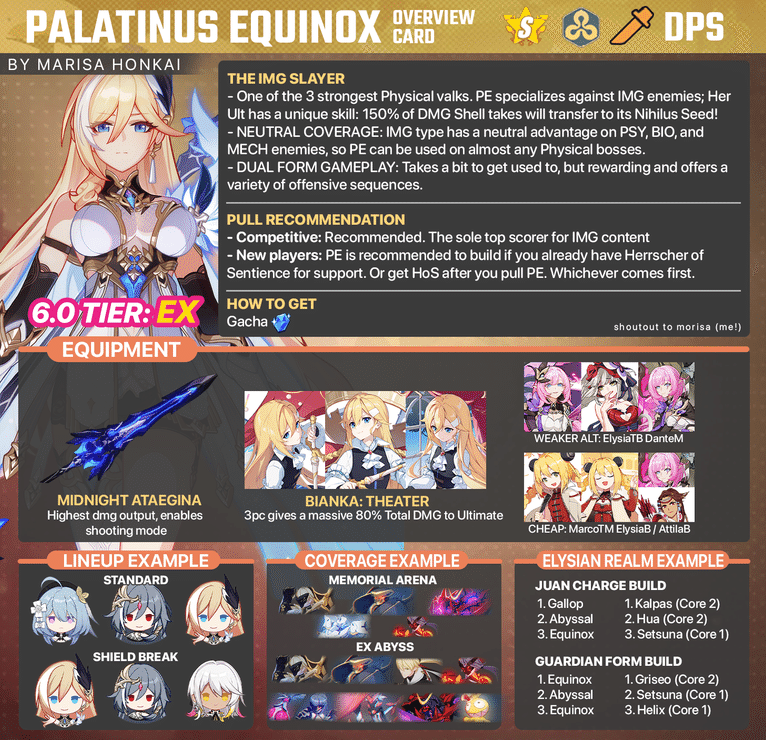 PALATINUS EQUINOX OVERVIEW CARD S DPS
BY MARISA HONKAI
THE IMG SLAYER
- One of the 3 strongest Physical valks. PE specializes against IMG enemies; Her
Ult has a unique skill: 150% of DMG Shell takes will transfer to its Nihilus Seed!
- NEUTRAL COVERAGE: IMG type has a neutral advantage on PSY, BIO, and
MECH enemies, so PE can be used on almost any Physical bosses.
- DUAL FORM GAMEPLAY: Takes a bit to get used to, but rewarding and offers a
variety of offensive sequences.
PULL RECOMMENDATION
- Competitive: Recommended. The sole top scorer for IMG content
- New players: PE is recommended to build if you already have Herrscher of
Sentience for support. Or get HoS after you pull PE. Whichever comes first.
HOW TO GET
Gacha
shoutout to morisa (me!)
6.0 TIER: EX
EQUIPMENT
MIDNIGHT ATAEGINA
Highest dmg output, enables
shooting mode
BIANKA: THEATER
3pc gives a massive 80% Total DMG to Ultimate
WEAKER ALT: ElysiaTB DanteM
CHEAP: MarcoTM ElysiaB / AttilaB
LINEUP EXAMPLE
STANDARD
SHIELD BREAK
COVERAGE EXAMPLE
MEMORIAL ARENA
EX ABYSS
ELYSIAN REALM EXAMPLE
JUAN CHARGE BUILD
1. Gallop
2. Abyssal
3. Equinox
1. Kalpas (Core 2)
2. Hua (Core 2)
3. Setsuna (Core 1)
GUARDIAN FORM BUILD
1. Equinox
2. Abyssal
3. Equinox
1. Griseo (Core 2)
2. Setsuna (Core 1)
3. Helix (Core 1)